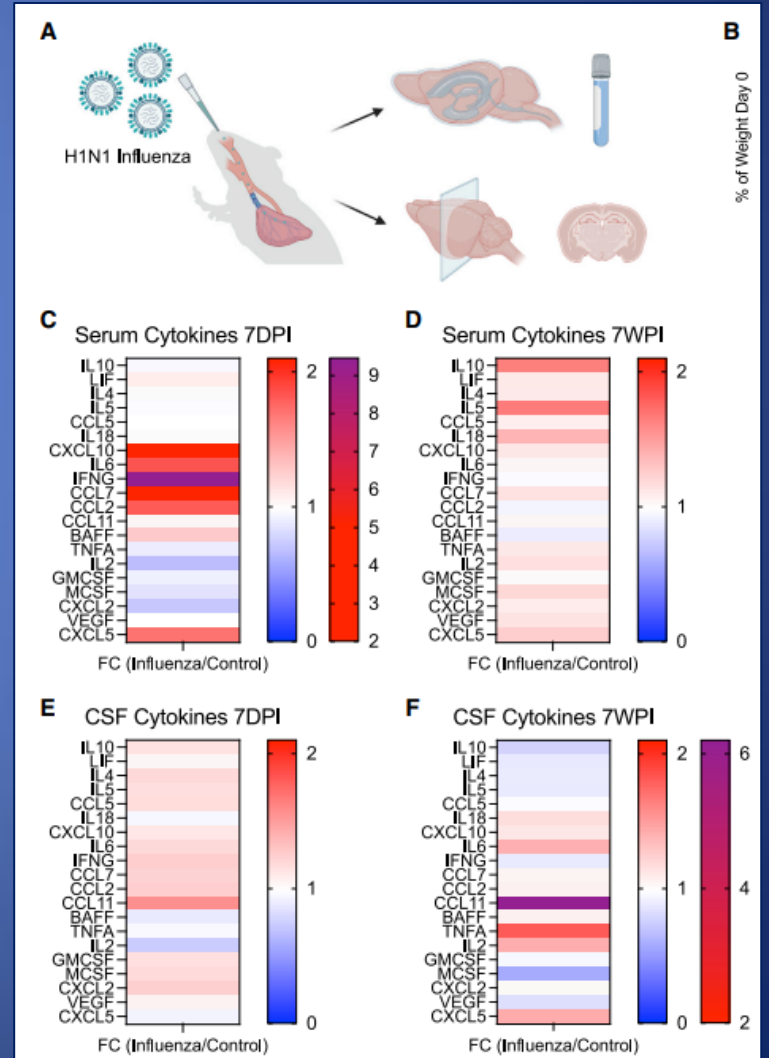 A
B
H1N1 Influenza
% of Weight Day 0
C
Serum Cytokines 7DPI
IL10
LIF
IL4
IL5
CCL5
IL18
CXCL10
IL6
IFNG
CCL7
CCL2
CCL11
BAFF
TNFA
IL2
GMCSF
MCSF
CXCL2
VEGF
CXCL5
2
1
0
9
8
7
6
5
4
3
2
FC (Influenza/Control)
D
Serum Cytokines 7WPI
IL10
LIF
IL4
IL5
CCL5
IL18
CXCL10
IL6
IFNG
CCL7
CCL2
CCL11
BAFF
TNFA
IL2
GMCSF
MCSF
CXCL2
VEGF
CXCL5
2
1
0
FC (Influenza/Control)
E
CSF Cytokines 7DPI
IL10
LIF
IL4
IL5
CCL5
IL18
CXCL10
IL6
IFNG
CCL7
CCL2
CCL11
BAFF
TNFA
IL2
GMCSF
MCSF
CXCL2
VEGF
CXCL5
2
1
0
FC (Influenza/Control)
F
CSF Cytokines 7WPI
IL10
LIF
IL4
IL5
CCL5
IL18
CXCL10
IL6
IFNG
CCL7
CCL2
CCL11
BAFF
TNFA
IL2
GMCSF
MCSF
CXCL2
VEGF
CXCL5
2
1
0
6
4
2
FC (Influenza/Control)